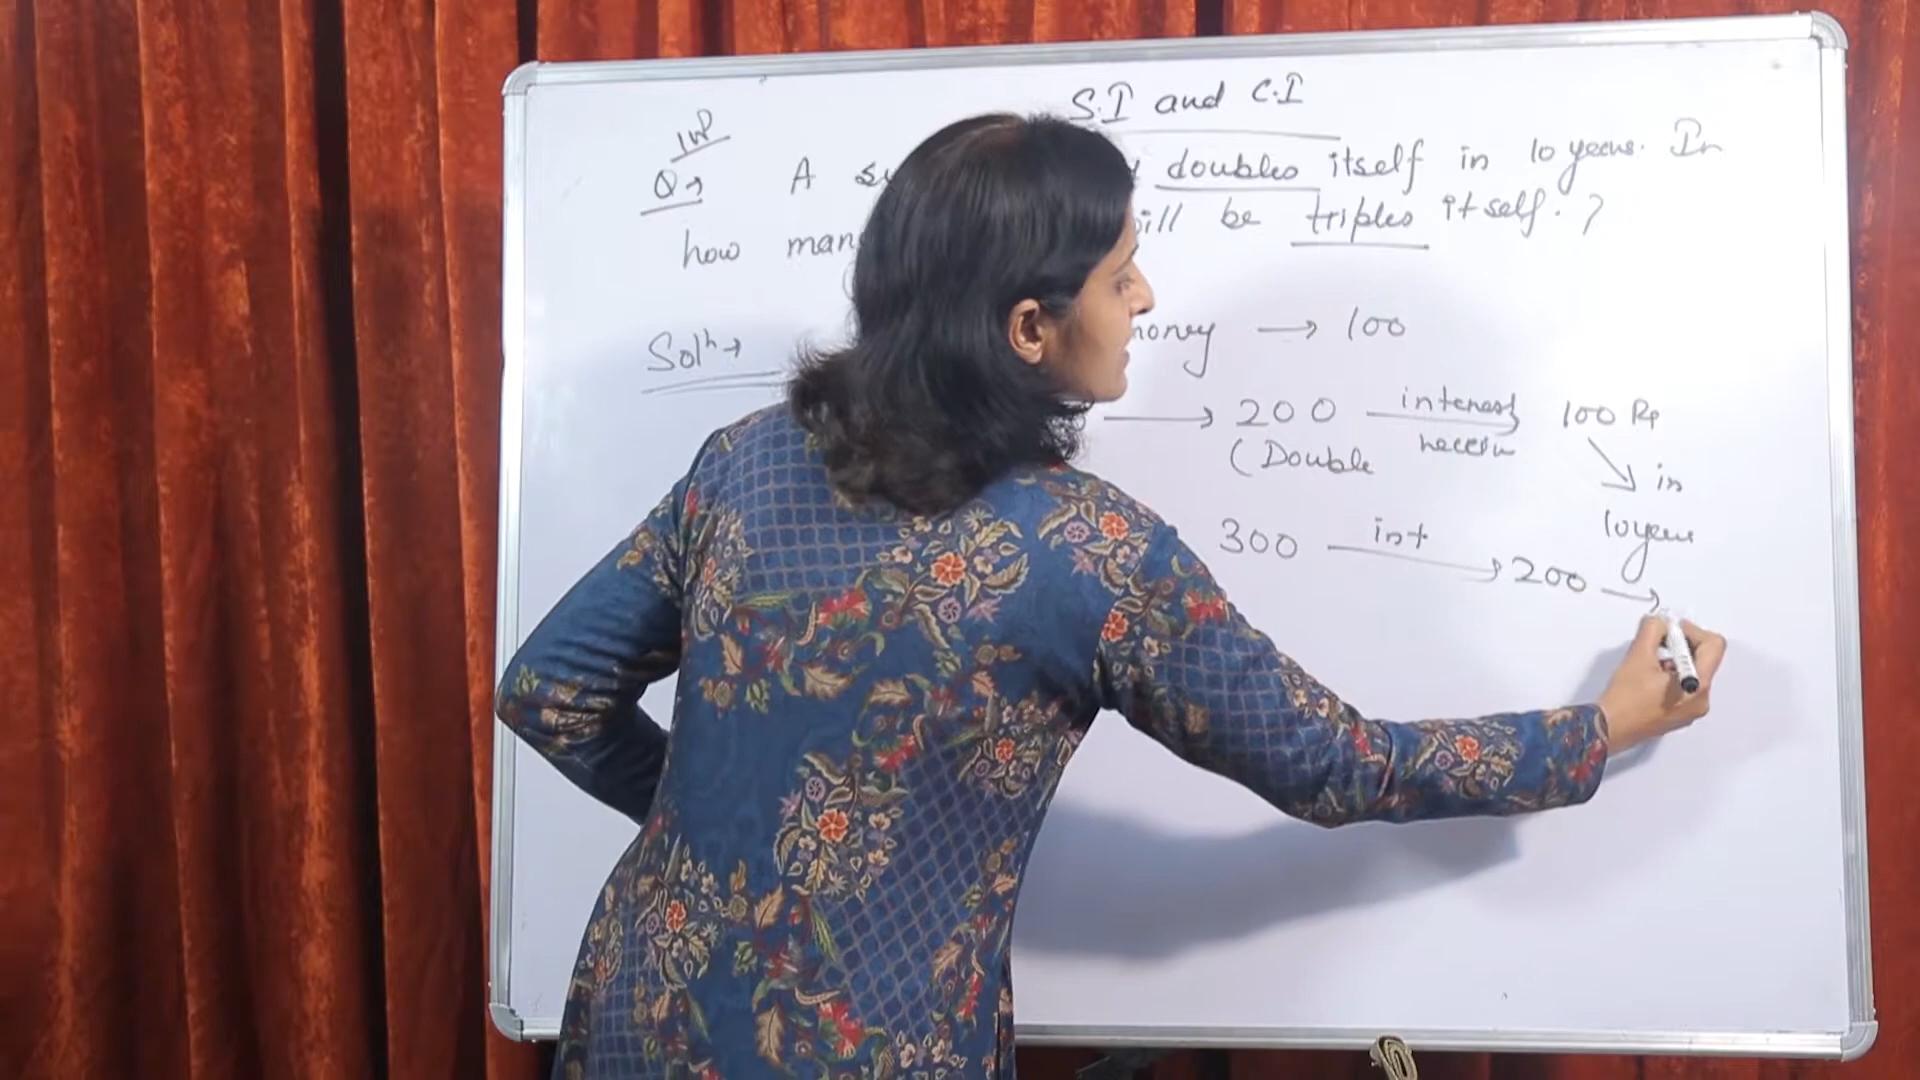 S.I and C.I
Imp
Q→ A doubles itself in 10 years. In
how be triples itself. ?
Solⁿ→ money → 100
→ 200 interest 100 Rs
(Double
in
10 years
300 int → 200 →